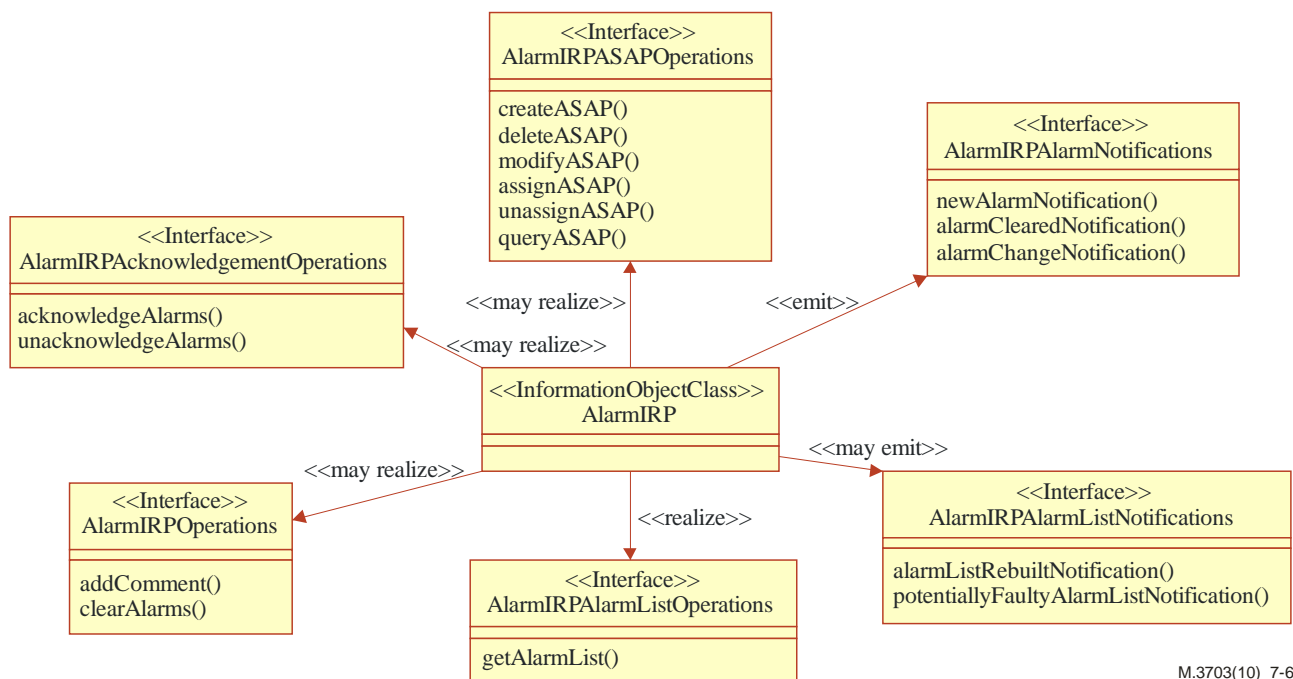 <<Interface>>
AlarmIRPASAPOperations
createASAP()
deleteASAP()
modifyASAP()
assignASAP()
unassignASAP()
queryASAP()
<<Interface>>
AlarmIRPAlarmNotifications
newAlarmNotification()
alarmClearedNotification()
alarmChangeNotification()
<<Interface>>
AlarmIRPAcknowledgementOperations
acknowledgeAlarms()
unacknowledgeAlarms()
<<may realize>>
<<emit>>
<<may realize>>
<<InformationObjectClass>>
AlarmIRP
<<may realize>>
<<may emit>>
<<realize>>
<<Interface>>
AlarmIRPOperations
addComment()
clearAlarms()
<<Interface>>
AlarmIRPAlarmListOperations
getAlarmList()
<<Interface>>
AlarmIRPAlarmListNotifications
alarmListRebuiltNotification()
potentiallyFaultyAlarmListNotification()
M.3703(10)_7-6